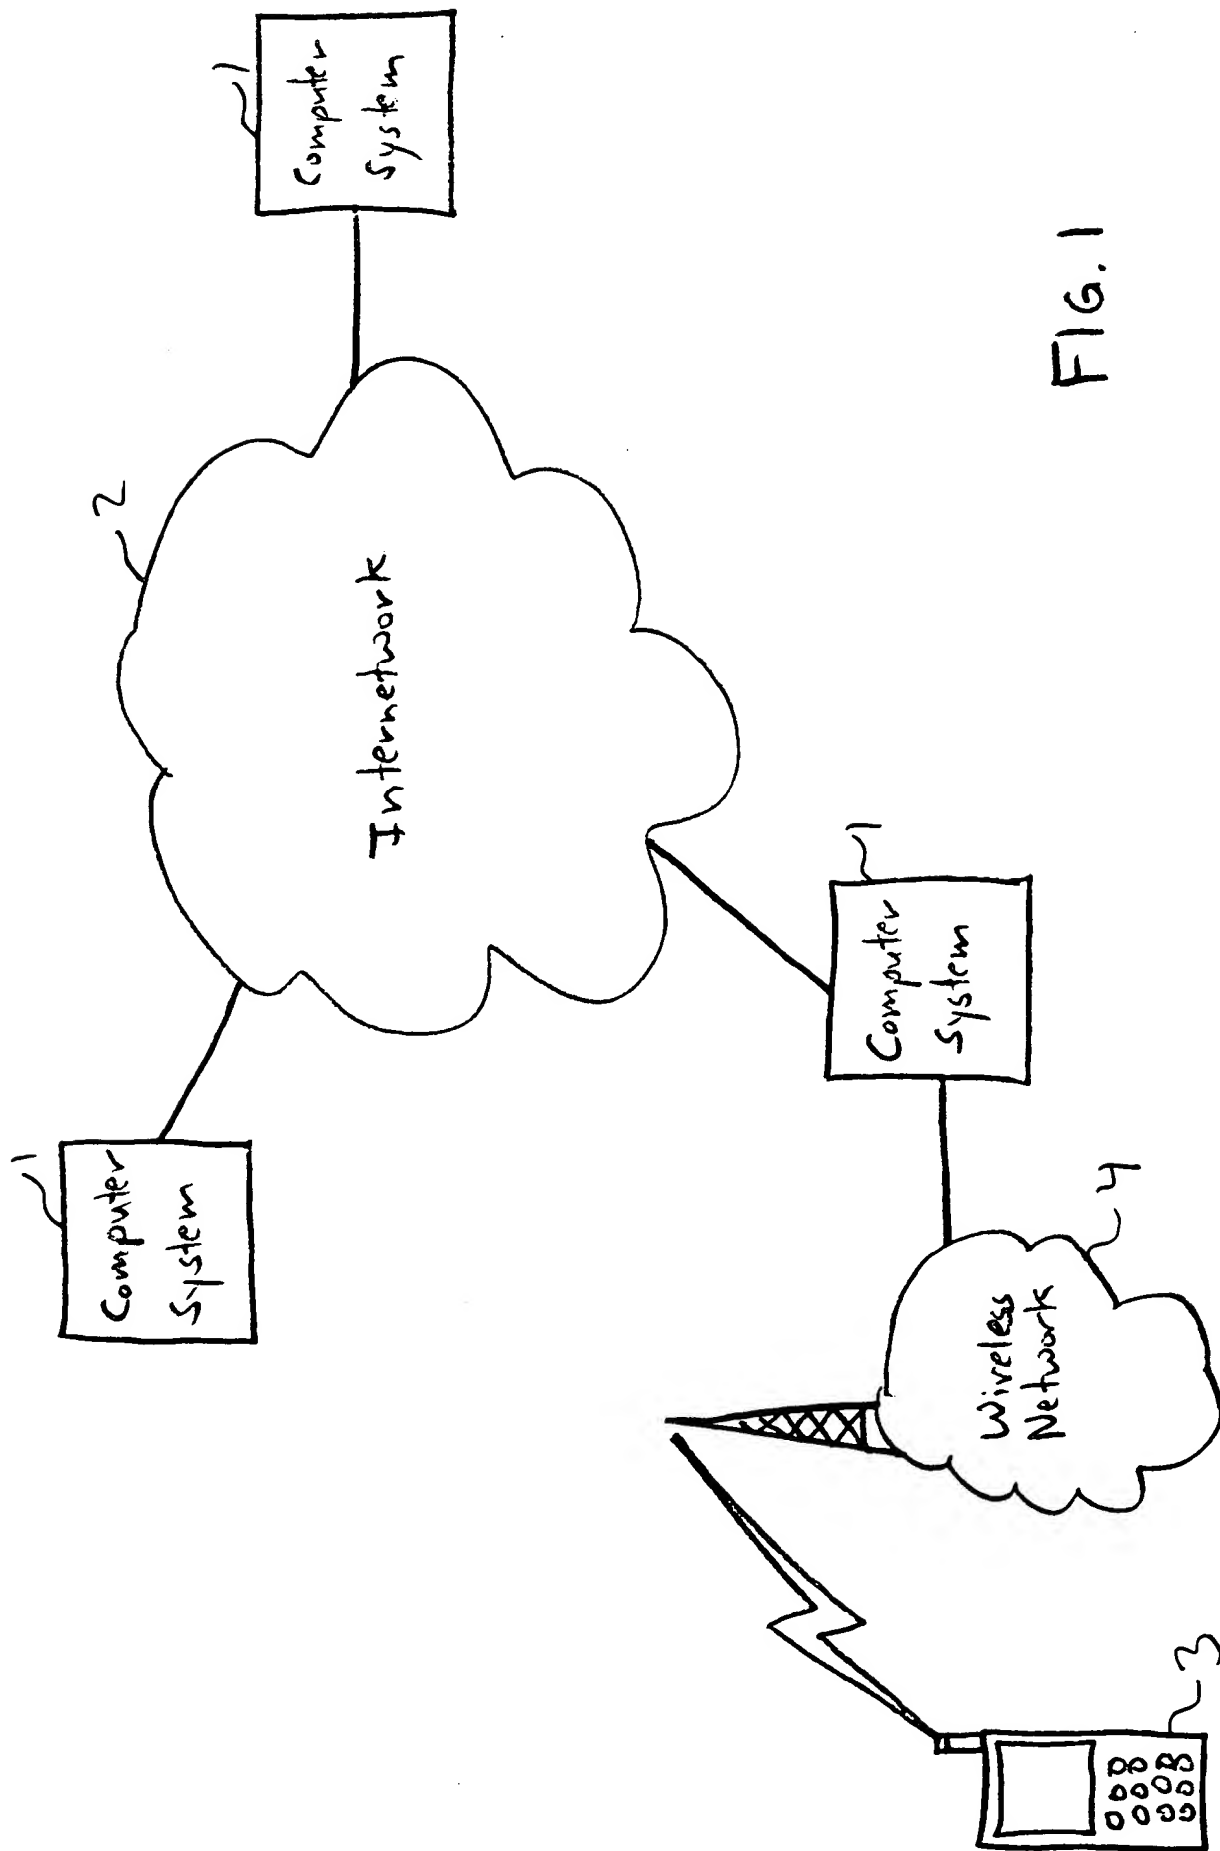 1
Computer
System
2
Internetwork
1
Computer
System
1
Computer
System
4
Wireless
Network
3
FIG. 1